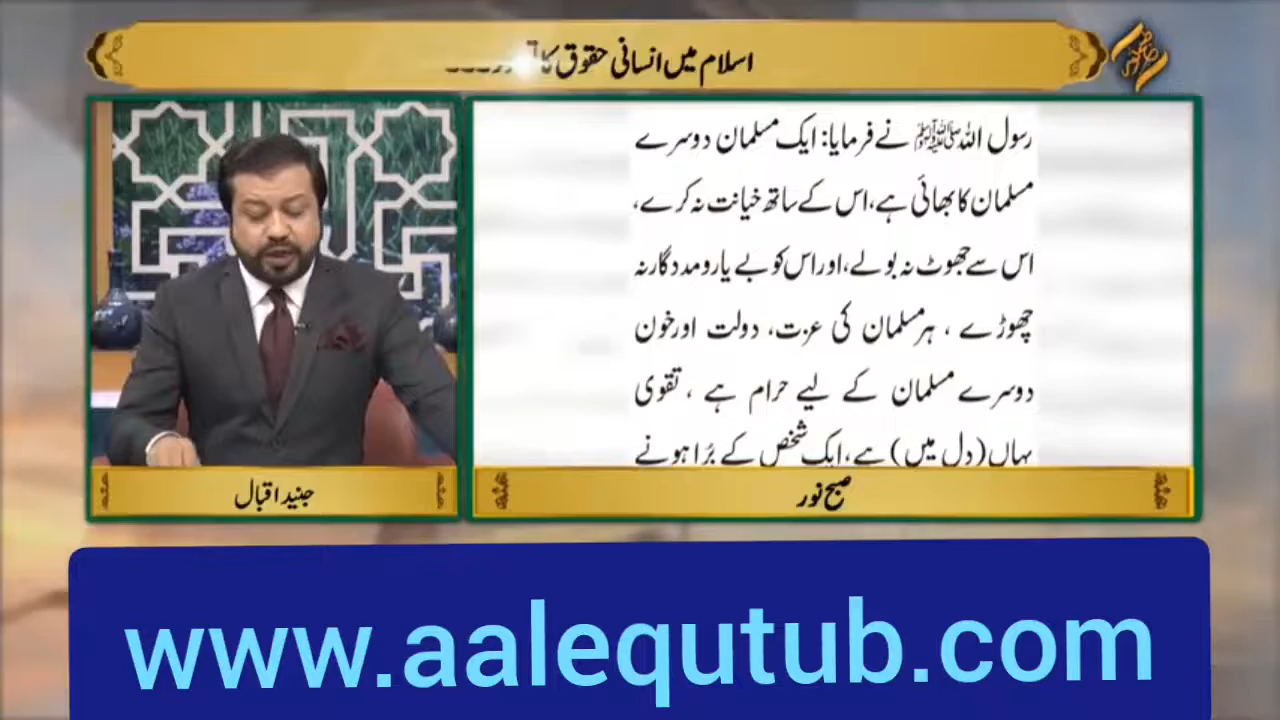 اسلام میں انسانی حقوق کا
رسول اللہ ﷺ نے فرمایا: ایک مسلمان دوسرے
مسلمان کا بھائی ہے، اس کے ساتھ خیانت نہ کرے،
اس سے جھوٹ نہ بولے، اور اس کو بے یار و مددگار نہ
چھوڑے ، ہر مسلمان کی عزت، دولت اور خون
دوسرے مسلمان کے لیے حرام ہے ، تقوی
یہاں (دل میں) ہے، ایک شخص کے بُرا ہونے
جنید اقبال
صبح نور
www.aalequtub.com